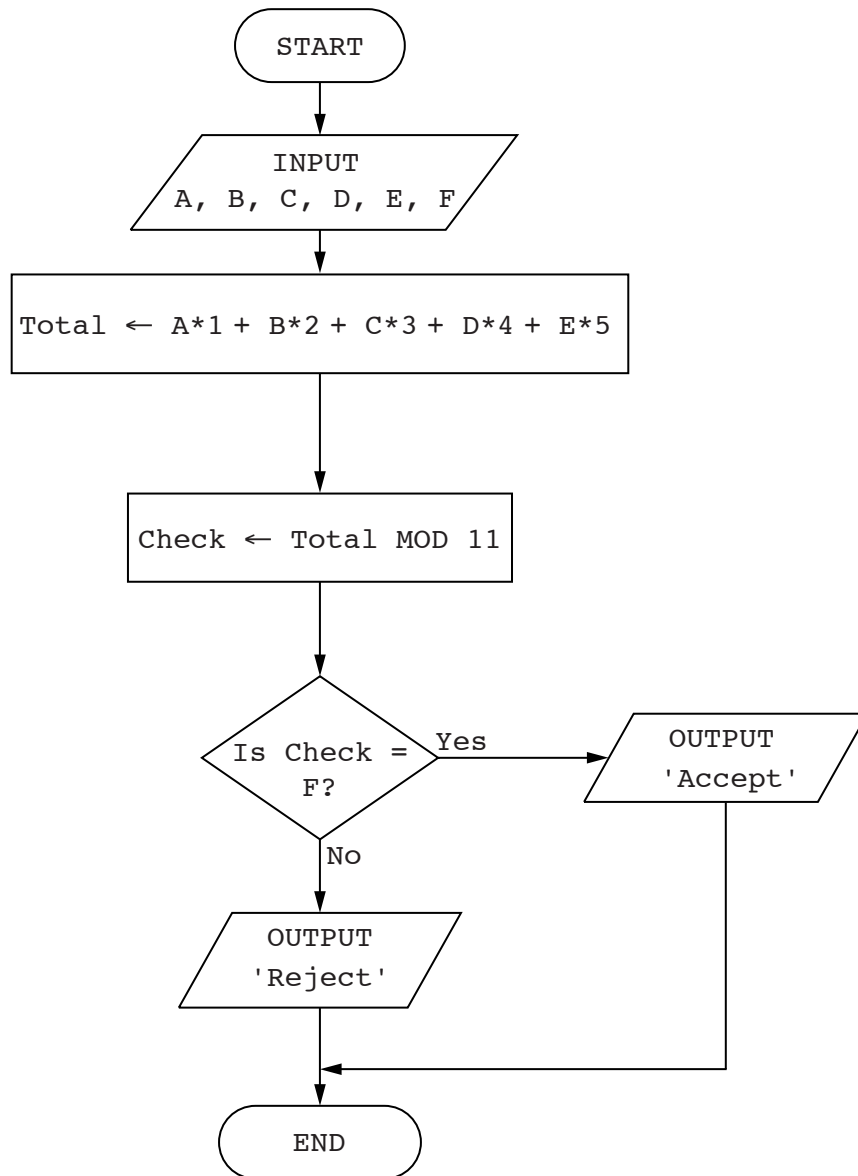 START
INPUT
A, B, C, D, E, F
Total ← A*1 + B*2 + C*3 + D*4 + E*5
Check ← Total MOD 11
Is Check =
F?
Yes
OUTPUT
'Accept'
No
OUTPUT
'Reject'
END